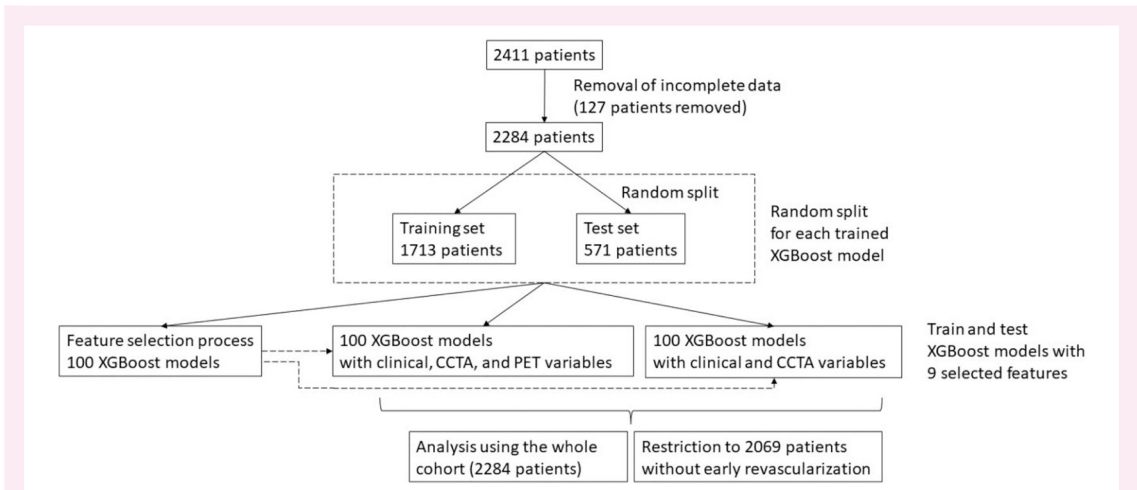 2411 patients
Removal of incomplete data
(127 patients removed)
2284 patients
Random split
Training set
1713 patients
Test set
571 patients
Random split
for each trained
XGBoost model
Feature selection process
100 XGBoost models
100 XGBoost models
with clinical, CCTA, and PET variables
100 XGBoost models
with clinical and CCTA variables
Train and test
XGBoost models with
9 selected features
Analysis using the whole
cohort (2284 patients)
Restriction to 2069 patients
without early revascularization